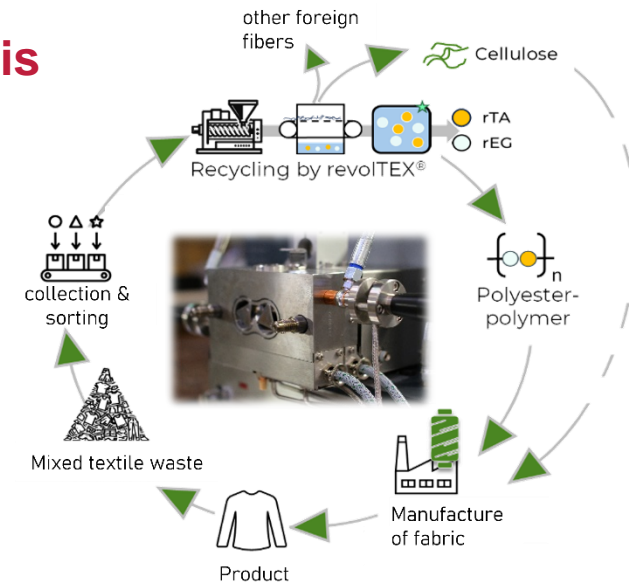 other foreign
fibers
is
Cellulose
rTA
rEG
Recycling by revolTEX®
collection &
sorting
n
Polyester-
polymer
Mixed textile waste
Manufacture
of fabric
Product